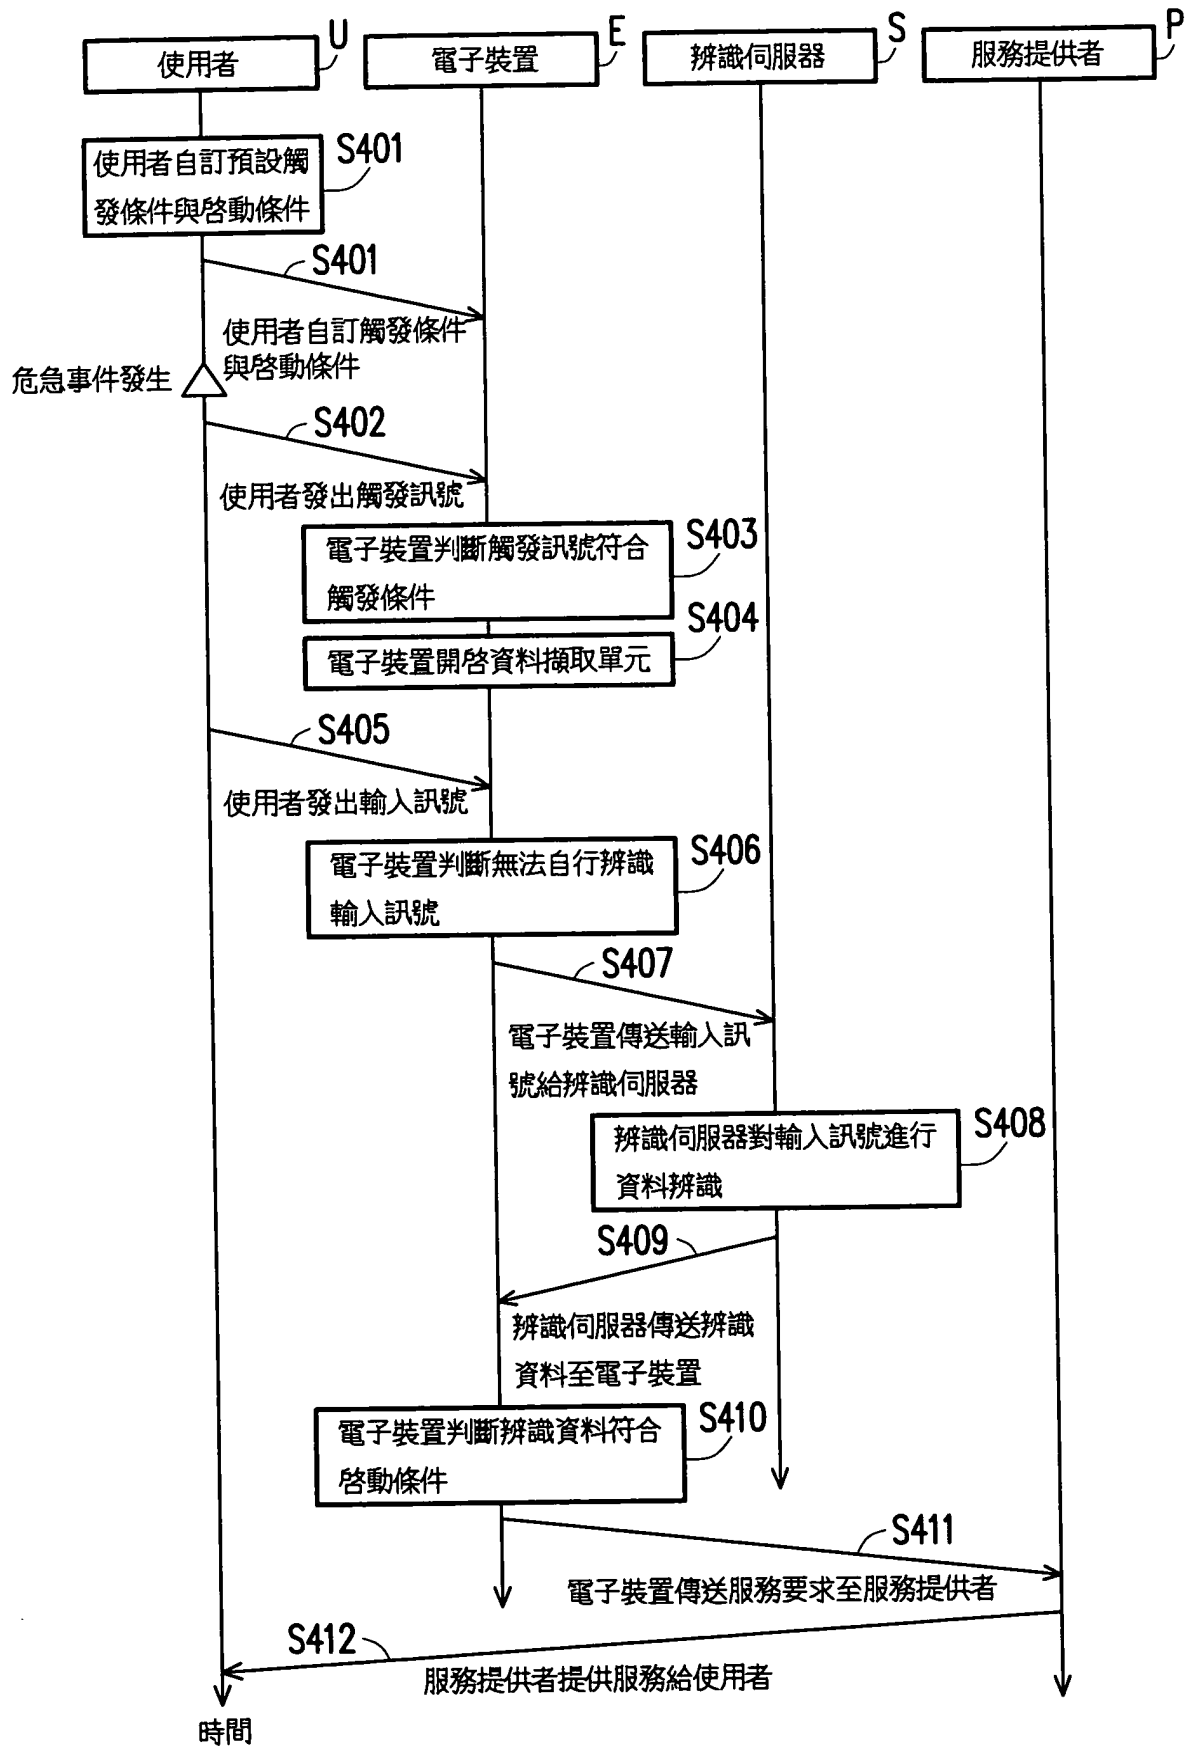 U
E
S
P
使用者
電子裝置
辨識伺服器
服務提供者
S401
使用者自訂預設觸
發條件與啓動條件
S401
使用者自訂觸發條件
與啓動條件
危急事件發生
S402
使用者發出觸發訊號
S403
電子裝置判斷觸發訊號符合
觸發條件
S404
電子裝置開啓資料擷取單元
S405
使用者發出輸入訊號
S406
電子裝置判斷無法自行辨識
輸入訊號
S407
電子裝置傳送輸入訊
號給辨識伺服器
S408
辨識伺服器對輸入訊號進行
資料辨識
S409
辨識伺服器傳送辨識
資料至電子裝置
S410
電子裝置判斷辨識資料符合
啓動條件
S411
電子裝置傳送服務要求至服務提供者
S412
服務提供者提供服務給使用者
時間